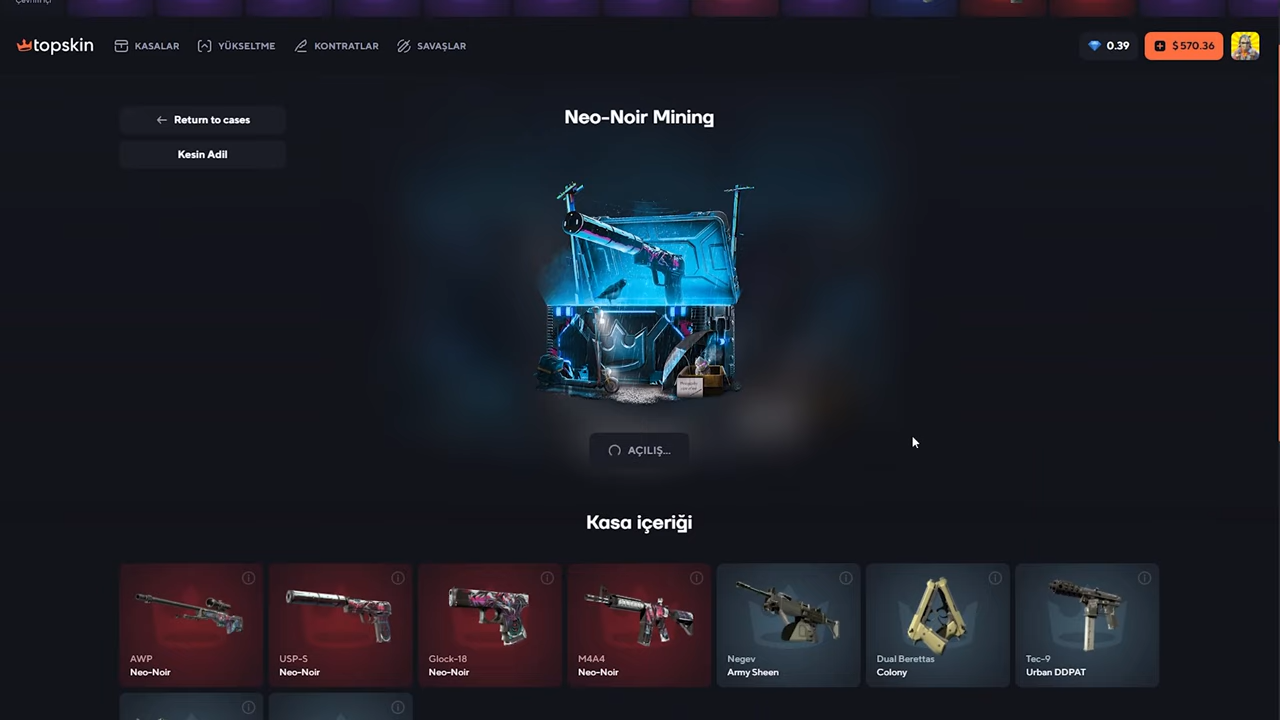 topskin
KASALAR
YÜKSELTME
KONTRATLAR
SAVAŞLAR
0.39
$ 570.36
← Return to cases
Kesin Adil
Neo-Noir Mining
AÇILIŞ...
Kasa içeriği
AWP
Neo-Noir
USP-S
Neo-Noir
Glock-18
Neo-Noir
M4A4
Neo-Noir
Negev
Army Sheen
Dual Berettas
Colony
Tec-9
Urban DDPAT